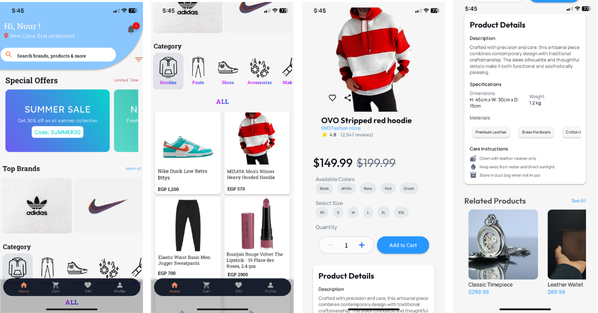 5:45
Hi, Nour !
New Cairo, 3rd settlement
Search brands, products & more
Special Offers
Limited Time
SUMMER SALE
Get 30% off on all summer collection
Code: SUMMER30
N
Fresh
Top Brands
Show all
adidas
Category
Home
Cart
FAV
Profile
ALL
5:45
adidas
Category
Hoodies
Pants
Shoes
Accessories
Mak
ALL
Nike Dunk Low Retro
Bttys
EGP 1,200
Men's Winter
Heavy Hooded Hoodie
EGP 570
Elastic Waist Basic Men
Jogger Sweatpants
EGP 700
Bourjois Rouge Velvet The
Lipstick - 19 Place des
Roses, 2.4 gm
EGP 2900
Home
Cart
FAV
Profile
5:45
OVO Stripped red hoodie
OVO fashion store
4.8 (2,847 reviews)
$149.99 $199.99
Available Colors
Black
White
Navy
Red
Brown
Select Size
XS
S
M
L
XL
XXL
Quantity
1
Add to Cart
Product Details
Description
Crafted with precision and care, this artisanal piece
combines contemporary design with traditional
5:45
Product Details
Description
Crafted with precision and care, this artisanal piece
combines contemporary design with traditional
craftsmanship. The sleek silhouette and thoughtful
details make it both functional and aesthetically
pleasing.
Specifications
Dimensions
H: 45cm x W: 30cm x D:
15cm
Weight
1.2 kg
Materials
Premium Leather
Brass Hardware
Cotton
Care instructions
Clean with leather cleaner only
Keep away from water and direct sunlight
Store in dust bag when not in use
Related Products
See All
Classic Timepiece
$299.99
Leather Wallet
$89.99